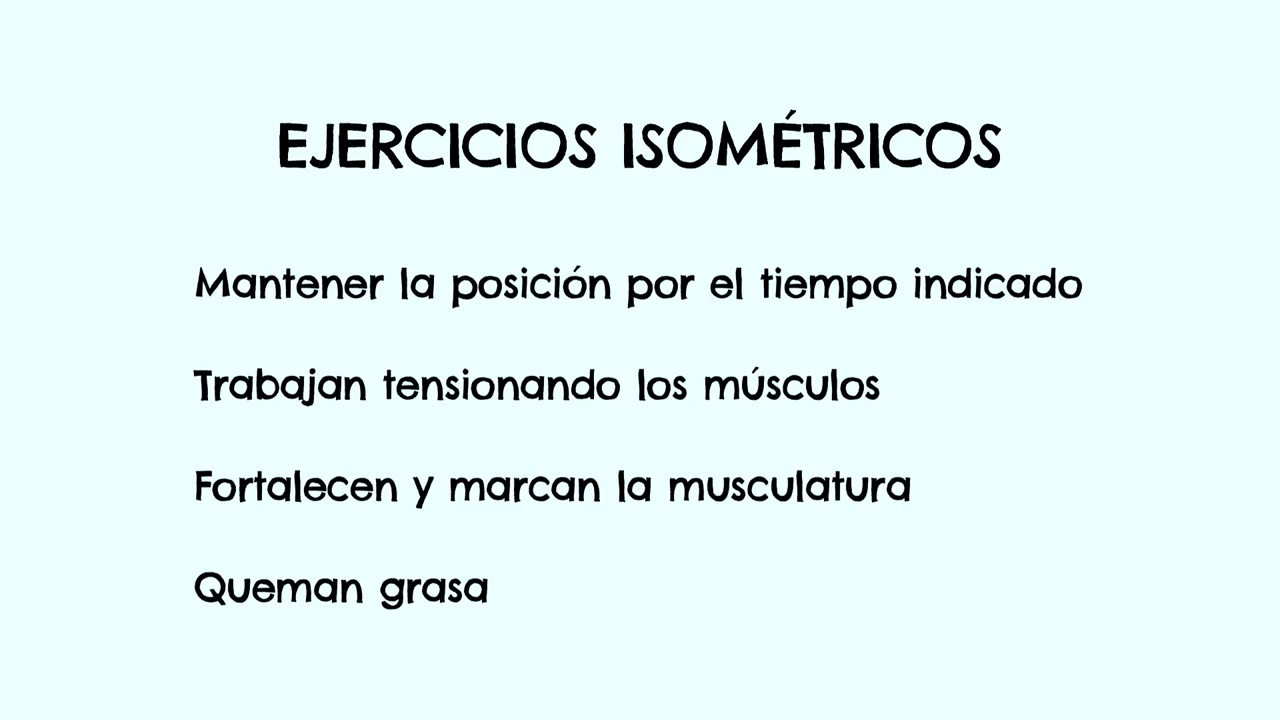 EJERCICIOS ISOMÉTRICOS
Mantener la posición por el tiempo indicado
Trabajan tensionando los músculos
Fortalecen y marcan la musculatura
Queman grasa